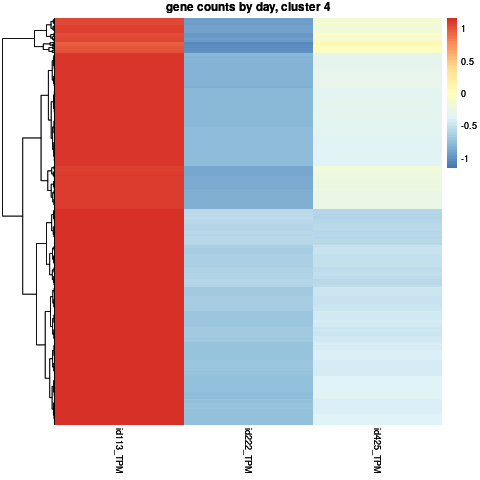 gene counts by day, cluster 4
1
0.5
0
-0.5
-1
id113_TPM
id222_TPM
id425_TPM